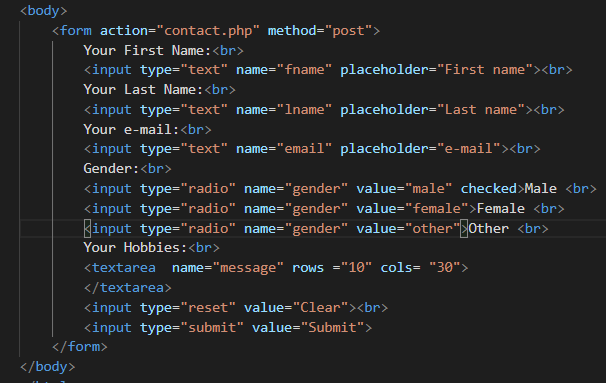 <body>
<form action="contact.php" method="post">
Your First Name:<br>
<input type="text" name="fname" placeholder="First name"><br>
Your Last Name:<br>
<input type="text" name="lname" placeholder="Last name"><br>
Your e-mail:<br>
<input type="text" name="email" placeholder="e-mail"><br>
Gender:<br>
<input type="radio" name="gender" value="male" checked>Male <br>
<input type="radio" name="gender" value="female">Female <br>
<input type="radio" name="gender" value="other">Other <br>
Your Hobbies:<br>
<textarea  name="message" rows ="10" cols= "30">
</textarea>
<input type="reset" value="Clear"><br>
<input type="submit" value="Submit">
</form>
</body>